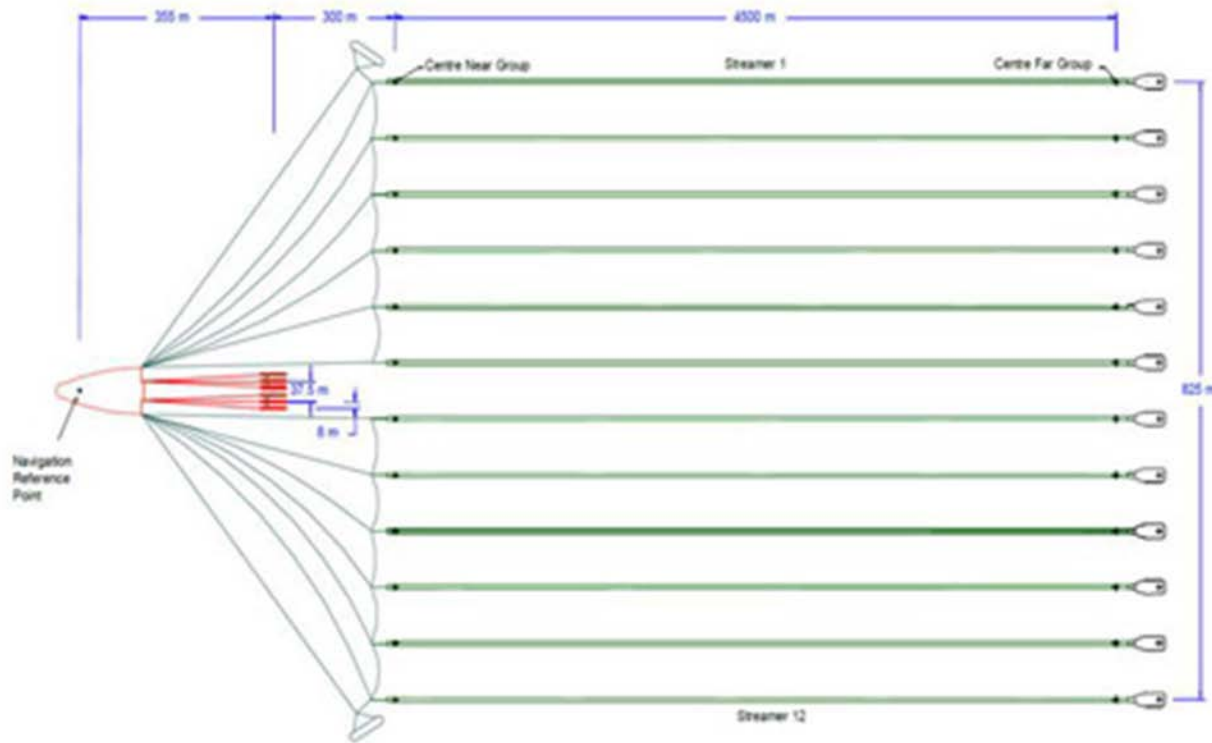 355 m
300 m
4500 m
Centre Near Group
Streamer 1
Centre Far Group
37.5 m
825 m
8 m
Navigation
Reference
Point
Streamer 12